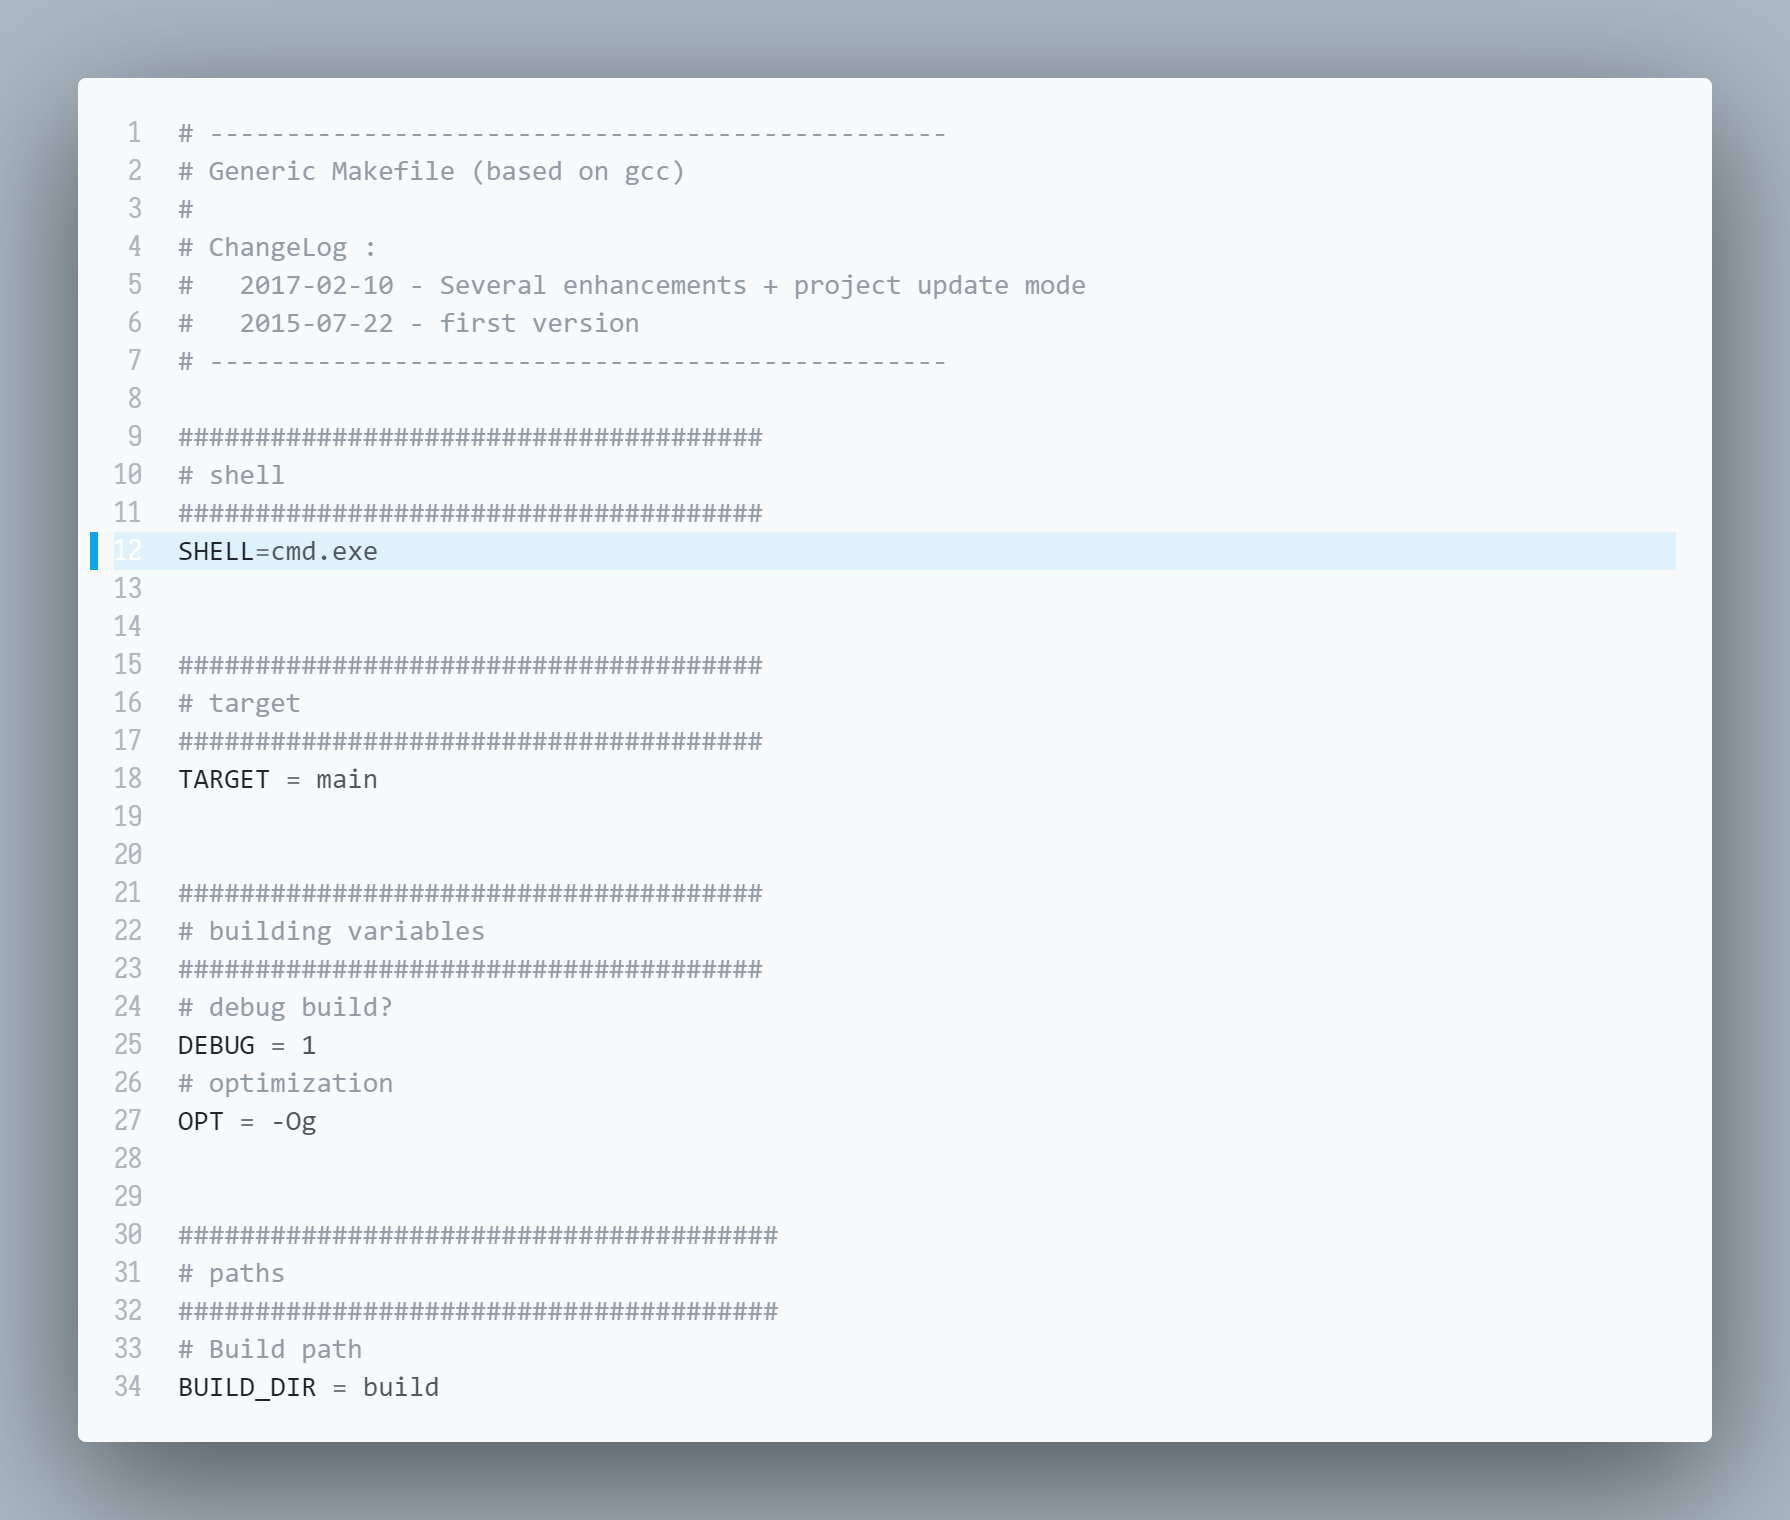 1 # ------------------------------------------------
2 # Generic Makefile (based on gcc)
3 #
4 # ChangeLog :
5 #   2017-02-10 - Several enhancements + project update mode
6 #   2015-07-22 - first version
7 # ------------------------------------------------
8
9 ######################################
10 # shell
11 ######################################
12 SHELL=cmd.exe
13
14
15 ######################################
16 # target
17 ######################################
18 TARGET = main
19
20
21 ######################################
22 # building variables
23 ######################################
24 # debug build?
25 DEBUG = 1
26 # optimization
27 OPT = -Og
28
29
30 #######################################
31 # paths
32 #######################################
33 # Build path
34 BUILD_DIR = build